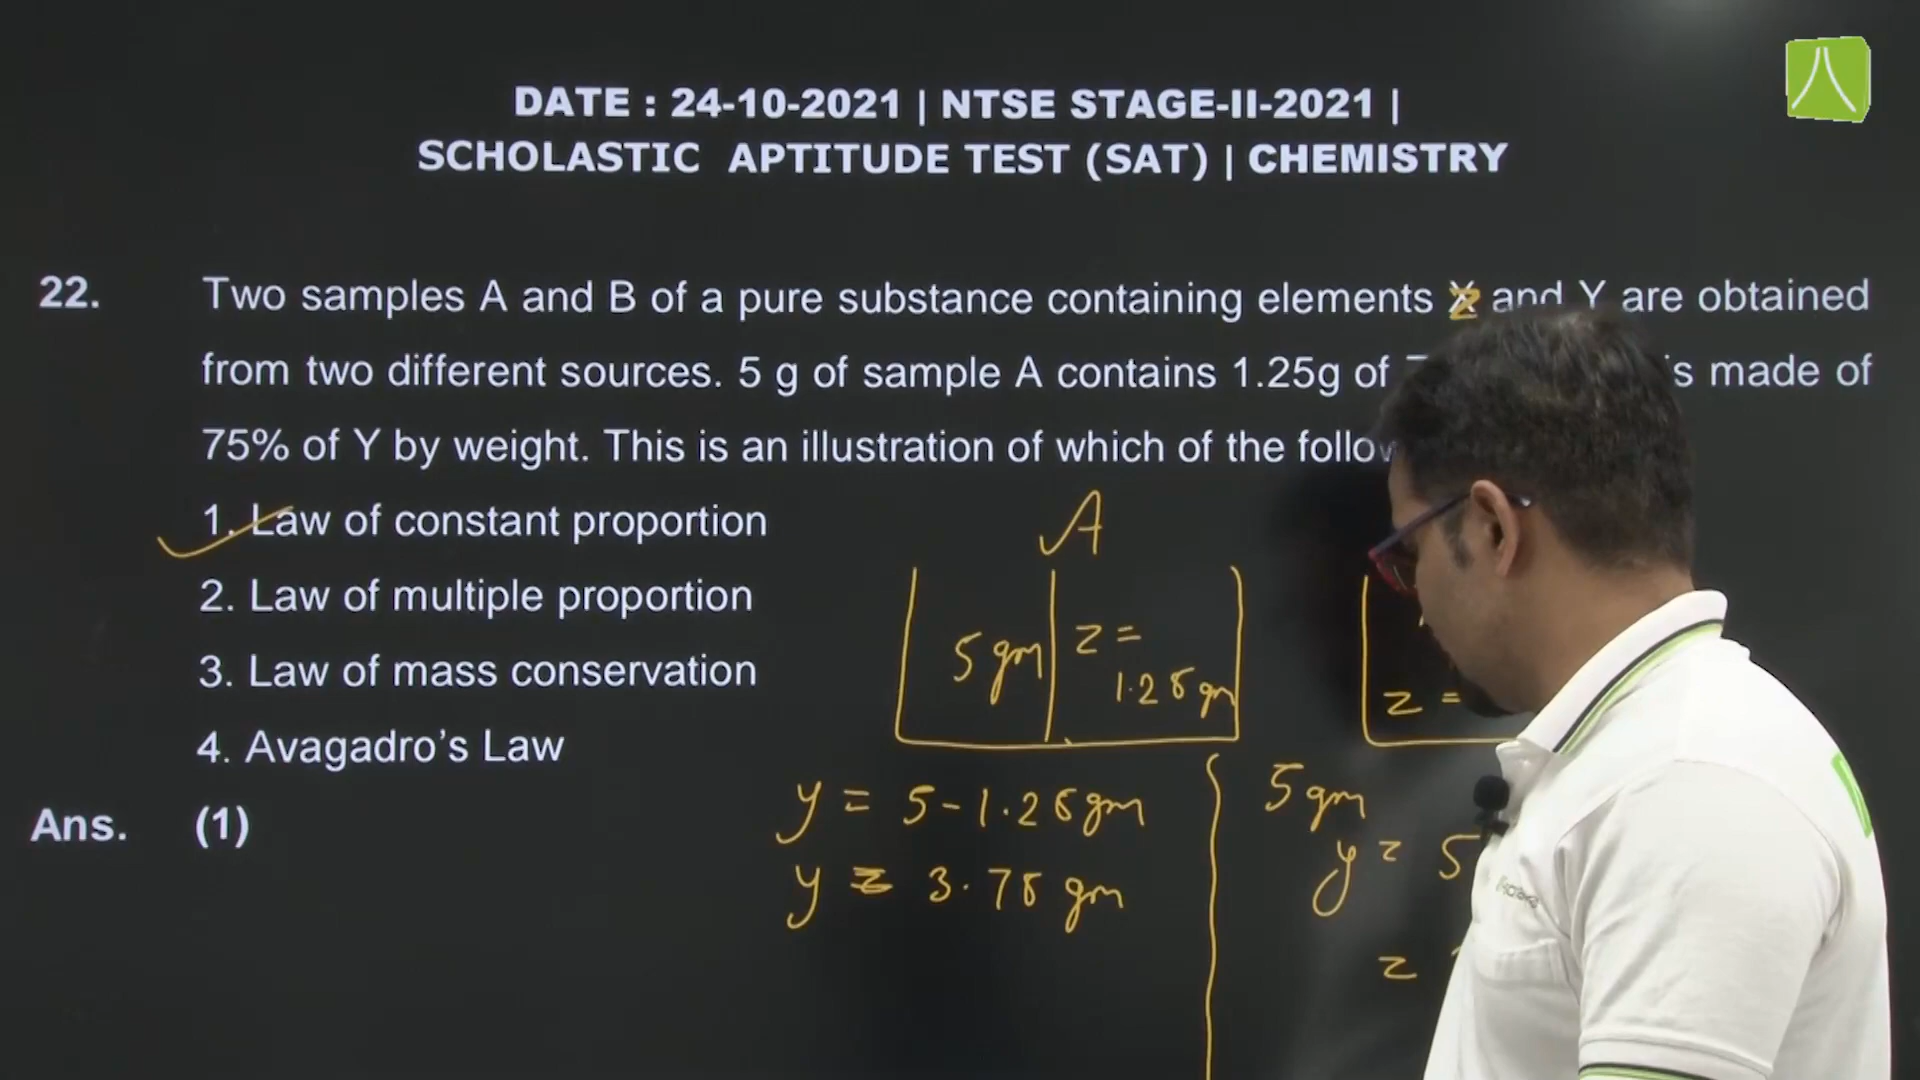 DATE : 24-10-2021 | NTSE STAGE-II-2021 |
SCHOLASTIC APTITUDE TEST (SAT) | CHEMISTRY
22. Two samples A and B of a pure substance containing elements Z and Y are obtained
from two different sources. 5 g of sample A contains 1.25g of made of
75% of Y by weight. This is an illustration of which of the
1. Law of constant proportion
2. Law of multiple proportion
3. Law of mass conservation
4. Avagadro's Law
Ans. (1)
A
5 gm
z =
1.25 gm
z =
y = 5 - 1.25 gm
y = 3.75 gm
5 gm
y = 5
=